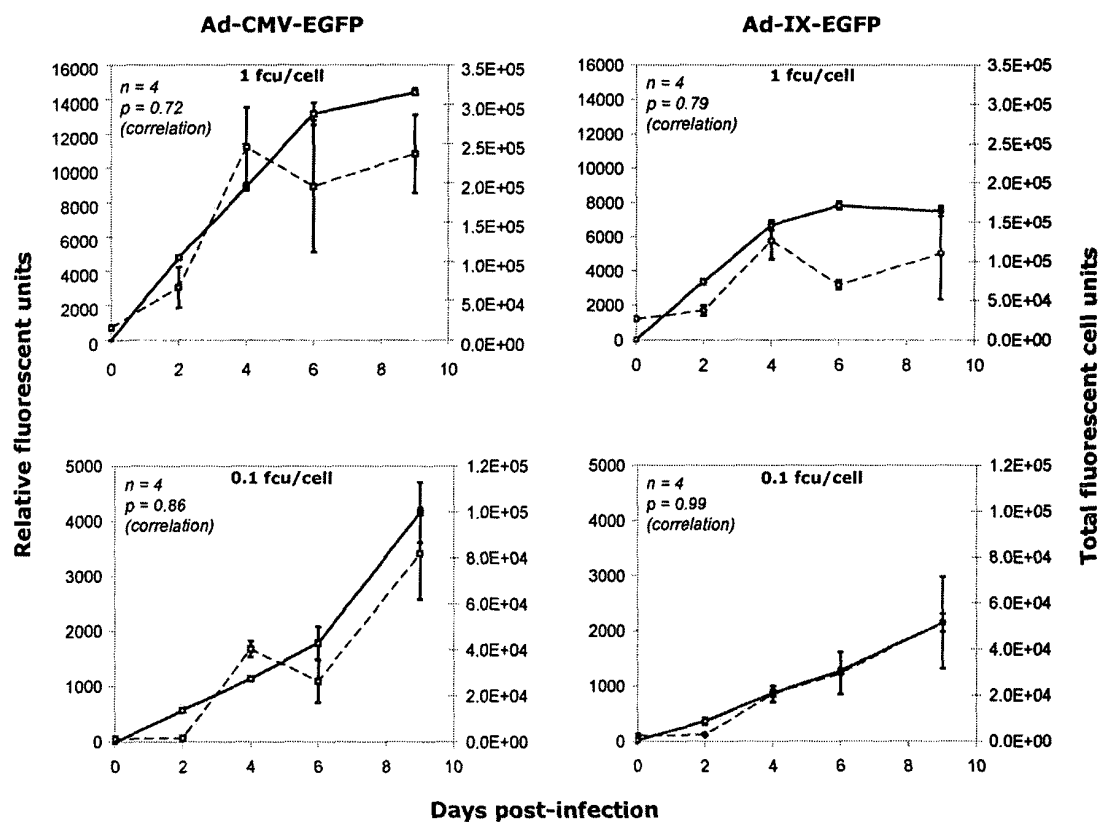 Ad-CMV-EGFP
Ad-IX-EGFP
1 fcu/cell
n = 4
p = 0.72
(correlation)
16000
14000
12000
10000
8000
6000
4000
2000
0
3.5E+05
3.0E+05
2.5E+05
2.0E+05
1.5E+05
1.0E+05
5.0E+04
0.0E+00
0 2 4 6 8 10
1 fcu/cell
n = 4
p = 0.79
(correlation)
16000
14000
12000
10000
8000
6000
4000
2000
0
3.5E+05
3.0E+05
2.5E+05
2.0E+05
1.5E+05
1.0E+05
5.0E+04
0.0E+00
0 2 4 6 8 10
0.1 fcu/cell
n = 4
p = 0.86
(correlation)
5000
4000
3000
2000
1000
0
1.2E+05
1.0E+05
8.0E+04
6.0E+04
4.0E+04
2.0E+04
0.0E+00
0 2 4 6 8 10
0.1 fcu/cell
n = 4
p = 0.99
(correlation)
5000
4000
3000
2000
1000
0
1.2E+05
1.0E+05
8.0E+04
6.0E+04
4.0E+04
2.0E+04
0.0E+00
0 2 4 6 8 10
Relative fluorescent units
Total fluorescent cell units
Days post-infection